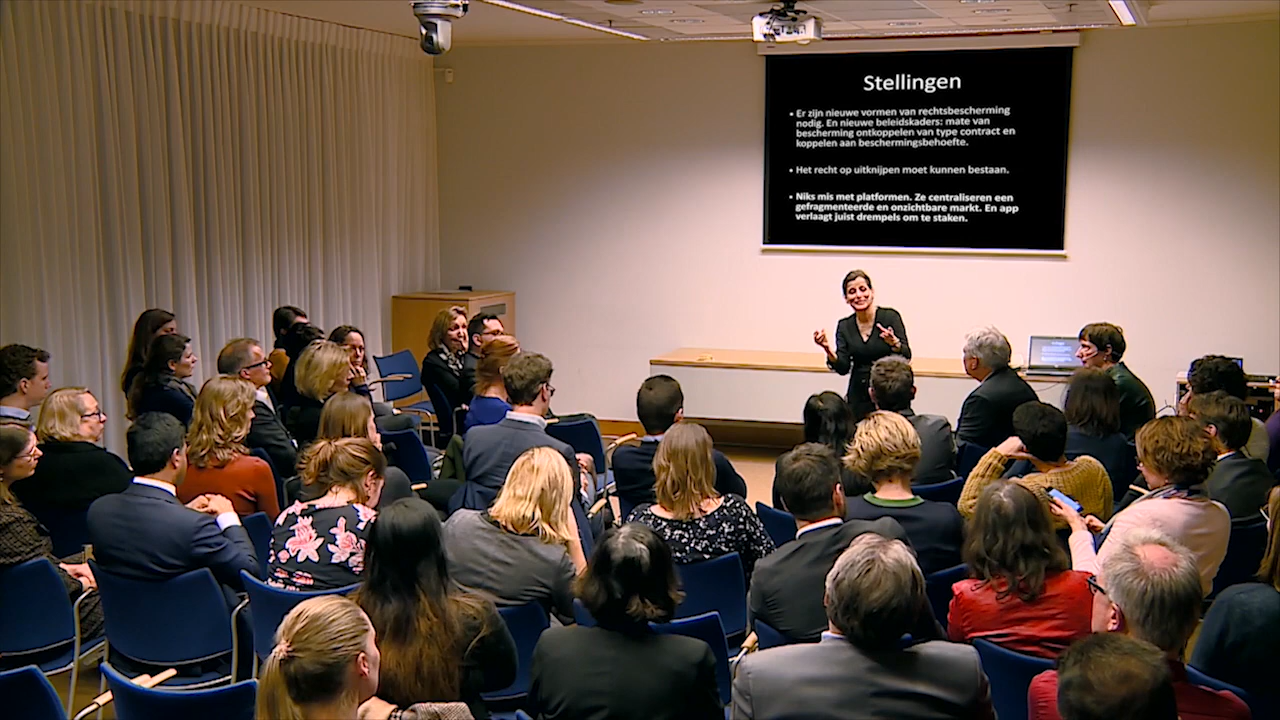 Stellingen
• Er zijn nieuwe vormen van rechtsbescherming
nodig. En nieuwe beleidskaders: mate van
bescherming ontkoppelen van type contract en
koppelen aan beschermingsbehoefte.
• Het recht op uitknijpen moet kunnen bestaan.
• Niks mis met platformen. Ze centraliseren een
gefragmenteerde en onzichtbare markt. En app
verlaagt juist drempels om te staken.